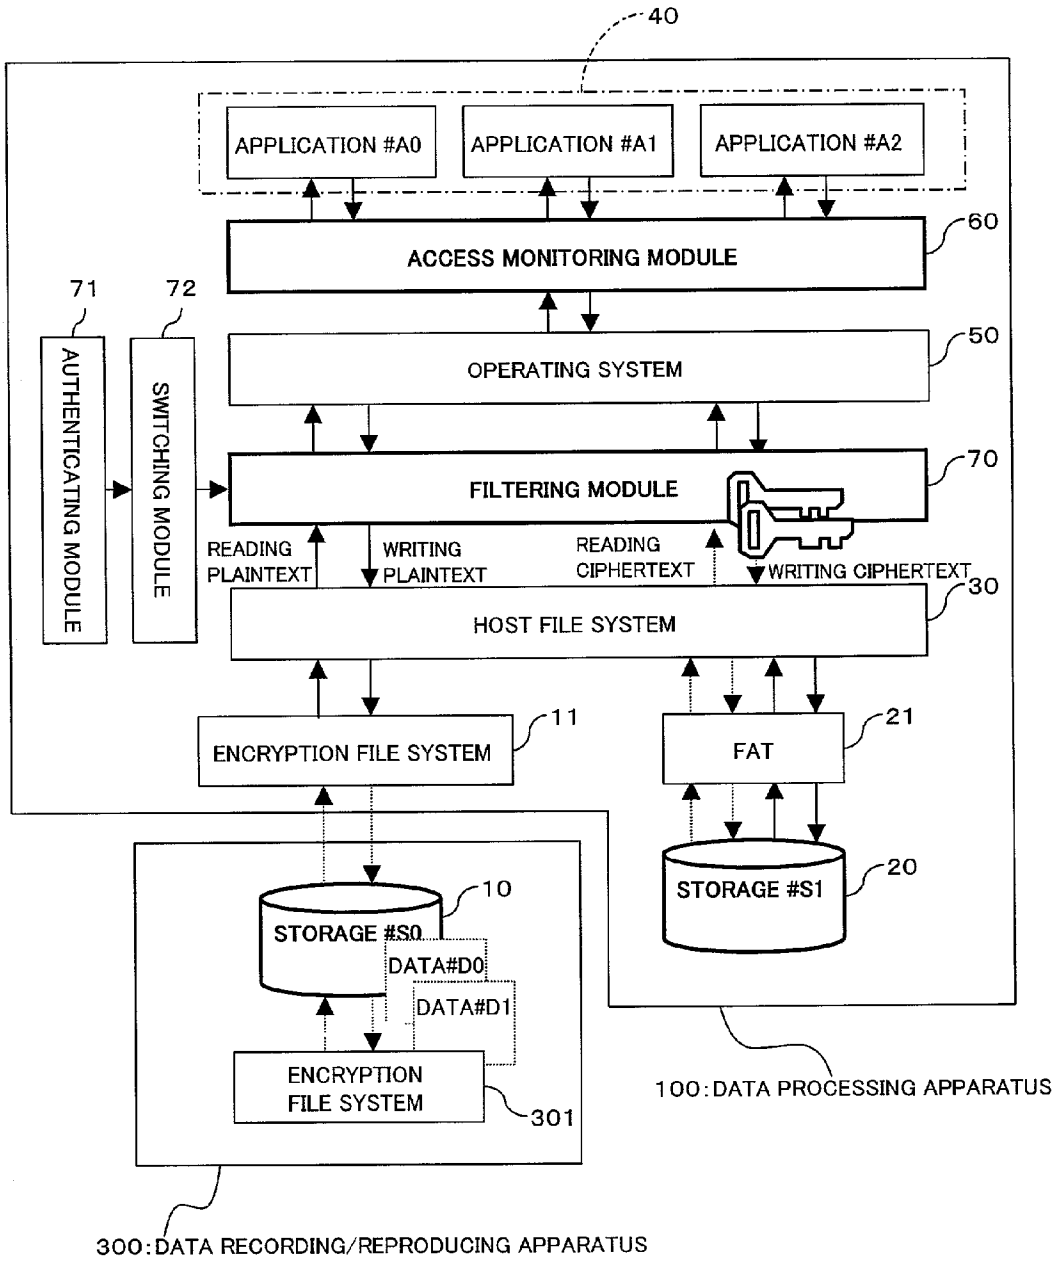 40
APPLICATION #A0
APPLICATION #A1
APPLICATION #A2
60
ACCESS MONITORING MODULE
71
72
50
OPERATING SYSTEM
AUTHENTICATING MODULE
SWITCHING MODULE
70
FILTERING MODULE
READING
PLAINTEXT
WRITING
PLAINTEXT
READING
CIPHERTEXT
WRITING CIPHERTEXT
30
HOST FILE SYSTEM
11
ENCRYPTION FILE SYSTEM
21
FAT
20
STORAGE #S1
10
STORAGE #S0
DATA#D0
DATA#D1
ENCRYPTION
FILE SYSTEM
301
100:DATA PROCESSING APPARATUS
300:DATA RECORDING/REPRODUCING APPARATUS